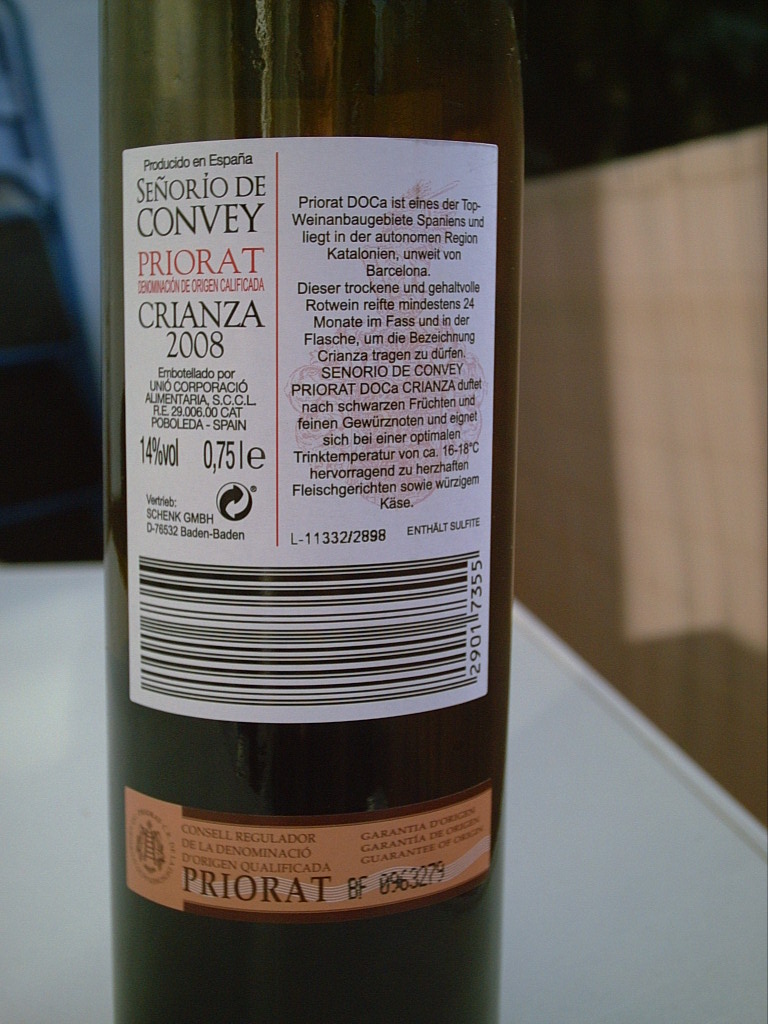 Producido en España
SEÑORÍO DE
CONVEY
PRIORAT
DENOMINACIÓN DE ORIGEN CALIFICADA
CRIANZA
2008
Embotellado por
UNIÓ CORPORACIÓ
ALIMENTARIA, S.C.C.L.
R.E. 29.006.00 CAT
POBOLEDA - SPAIN
14%vol 0,75 l e
Vertrieb:
SCHENK GMBH
D-76532 Baden-Baden
Priorat DOCa ist eines der Top-
Weinanbaugebiete Spaniens und
liegt in der autonomen Region
Katalonien, unweit von
Barcelona.
Dieser trockene und gehaltvolle
Rotwein reifte mindestens 24
Monate im Fass und in der
Flasche, um die Bezeichnung
Crianza tragen zu dürfen.
SENORIO DE CONVEY
PRIORAT DOCa CRIANZA duftet
nach schwarzen Früchten und
feinen Gewürznoten und eignet
sich bei einer optimalen
Trinktemperatur von ca. 16-18°C
hervorragend zu herzhaften
Fleischgerichten sowie würzigem
Käse.
L-11332/2898 ENTHÄLT SULFITE
2901 7355
CONSELL REGULADOR
DE LA DENOMINACIÓ
D'ORIGEN QUALIFICADA
PRIORAT
GARANTIA D'ORIGEN
GARANTÍA DE ORIGEN
GUARANTEE OF ORIGIN
BF 0963279